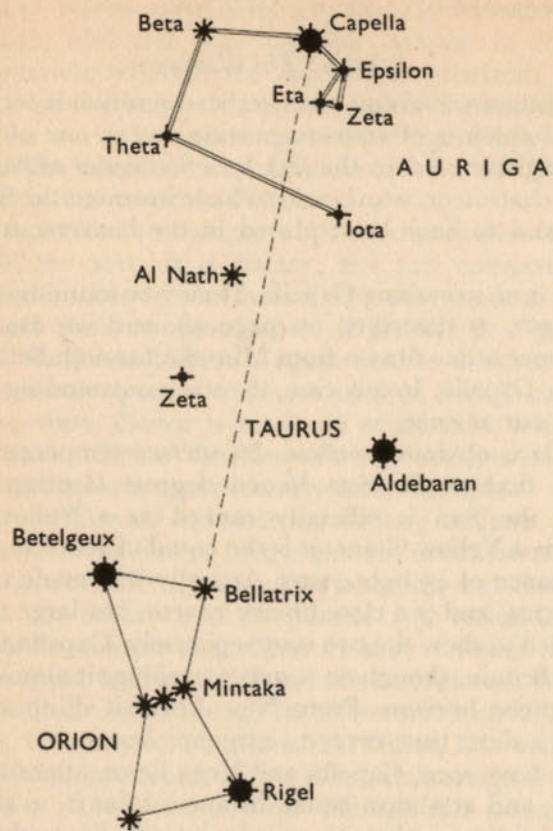 Beta
Capella
Epsilon
Eta
Zeta
Theta
AURIGA
Iota
Al Nath
Zeta
TAURUS
Aldebaran
Betelgeux
Bellatrix
Mintaka
ORION
Rigel